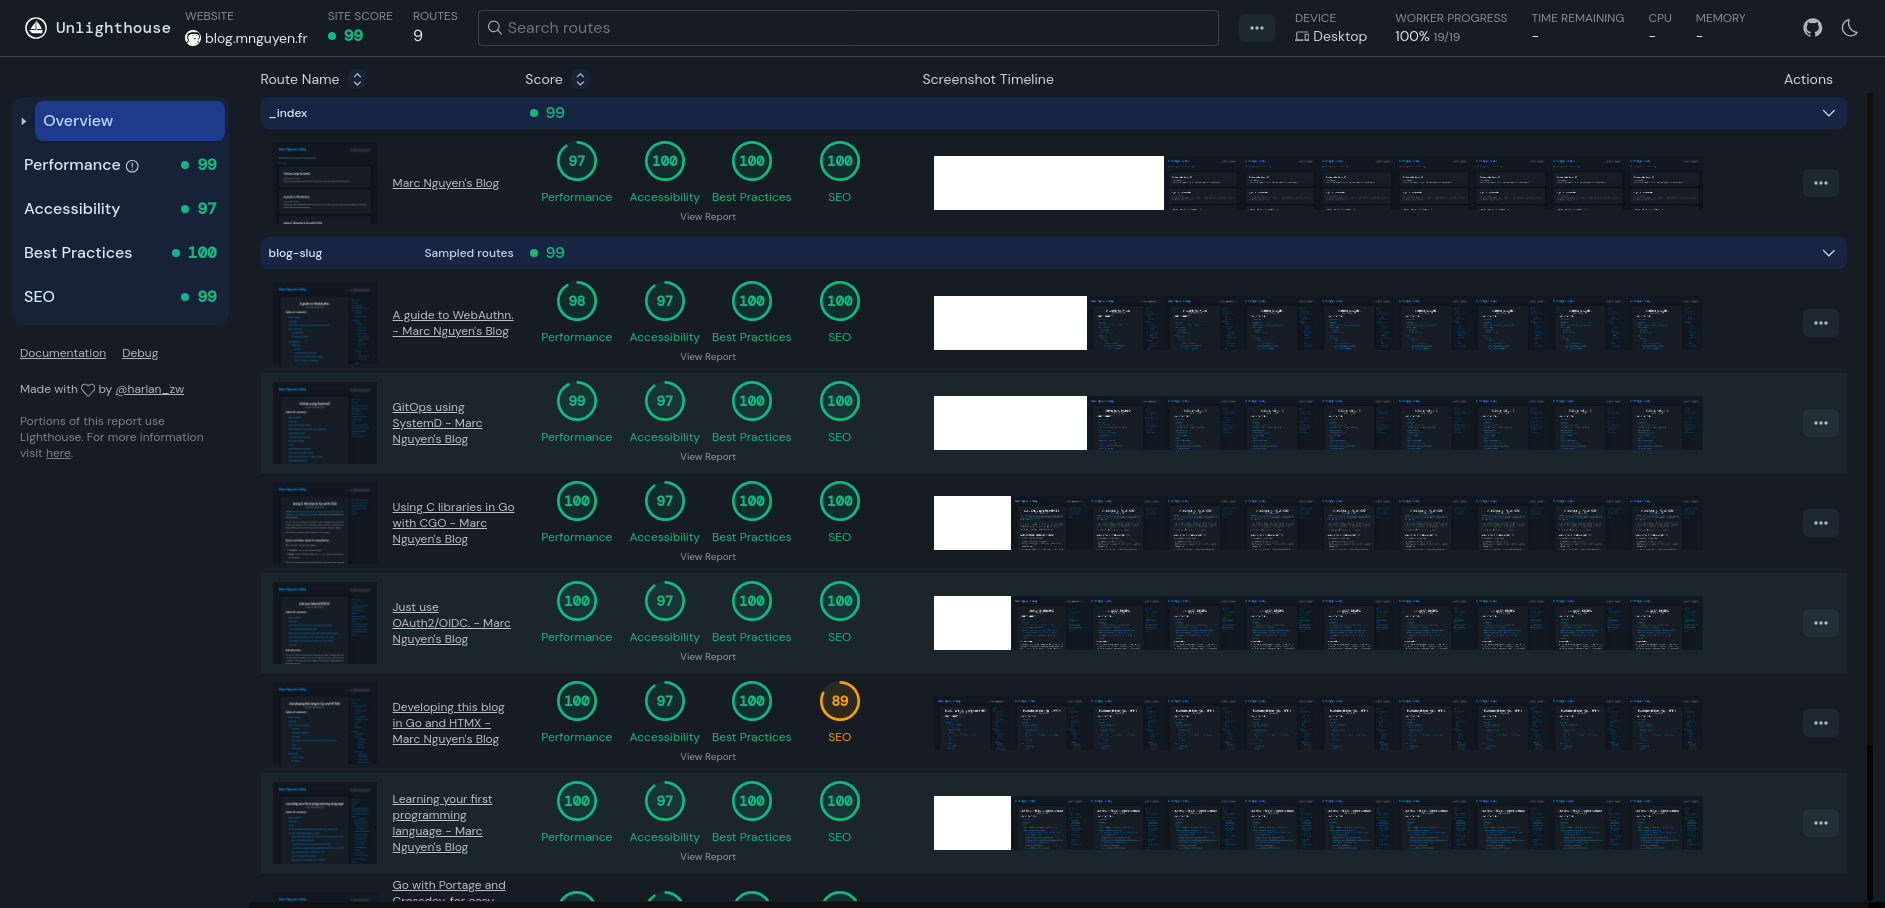 Unlighthouse
WEBSITE
blog.mnguyen.fr
SITE SCORE
99
ROUTES
9
Search routes
DEVICE
Desktop
WORKER PROGRESS
100% 19/19
TIME REMAINING
-
CPU
-
MEMORY
-
Route Name
Score
Screenshot Timeline
Actions
Overview
Performance 99
Accessibility 97
Best Practices 100
SEO 99
Documentation Debug
Made with by @harlan_zw
Portions of this report use
Lighthouse. For more information
visit here.
_index 99
Marc Nguyen's Blog
97 100 100 100
Performance Accessibility Best Practices SEO
View Report
blog-slug Sampled routes 99
A guide to WebAuthn.
- Marc Nguyen's Blog
98 97 100 100
Performance Accessibility Best Practices SEO
View Report
GitOps using
SystemD - Marc
Nguyen's Blog
99 97 100 100
Performance Accessibility Best Practices SEO
View Report
Using C libraries in Go
with CGO - Marc
Nguyen's Blog
100 97 100 100
Performance Accessibility Best Practices SEO
View Report
Just use
OAuth2/OIDC. - Marc
Nguyen's Blog
100 97 100 100
Performance Accessibility Best Practices SEO
View Report
Developing this blog
in Go and HTMX -
Marc Nguyen's Blog
100 97 100 89
Performance Accessibility Best Practices SEO
View Report
Learning your first
programming
language - Marc
Nguyen's Blog
100 97 100 100
Performance Accessibility Best Practices SEO
View Report
Go with Portage and